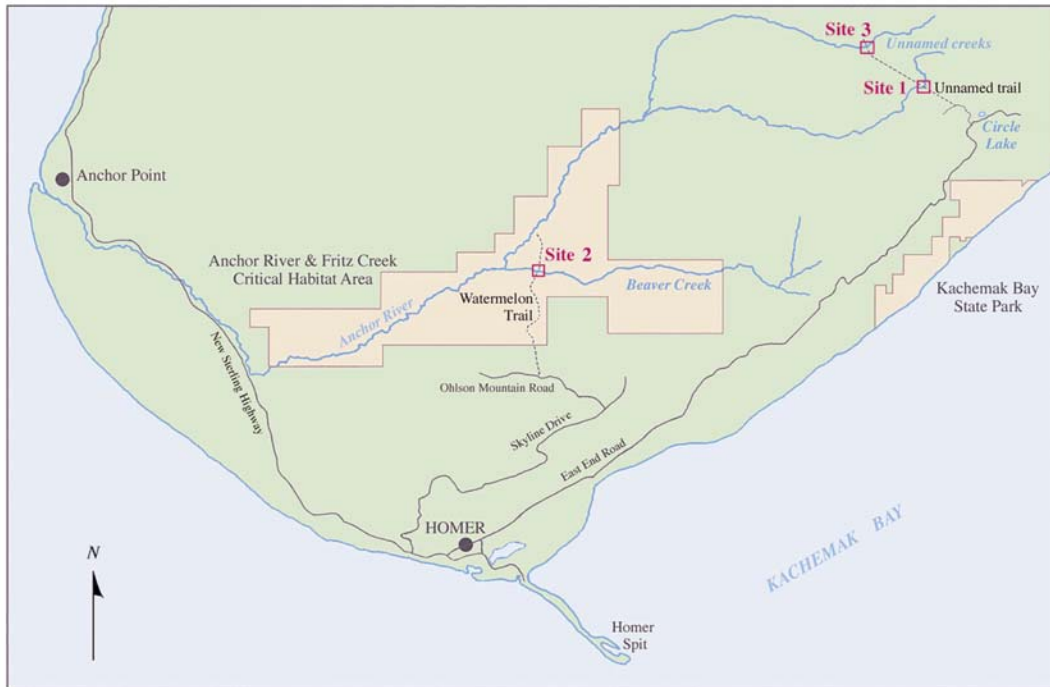 Site 3
Unnamed creeks
Site 1
Unnamed trail
Circle
Lake
Anchor Point
Anchor River & Fritz Creek
Critical Habitat Area
Site 2
Beaver Creek
Watermelon
Trail
Anchor River
Kachemak Bay
State Park
New Sterling Highway
Ohlson Mountain Road
Skyline Drive
East End Road
HOMER
KACHEMAK BAY
N
Homer
Spit